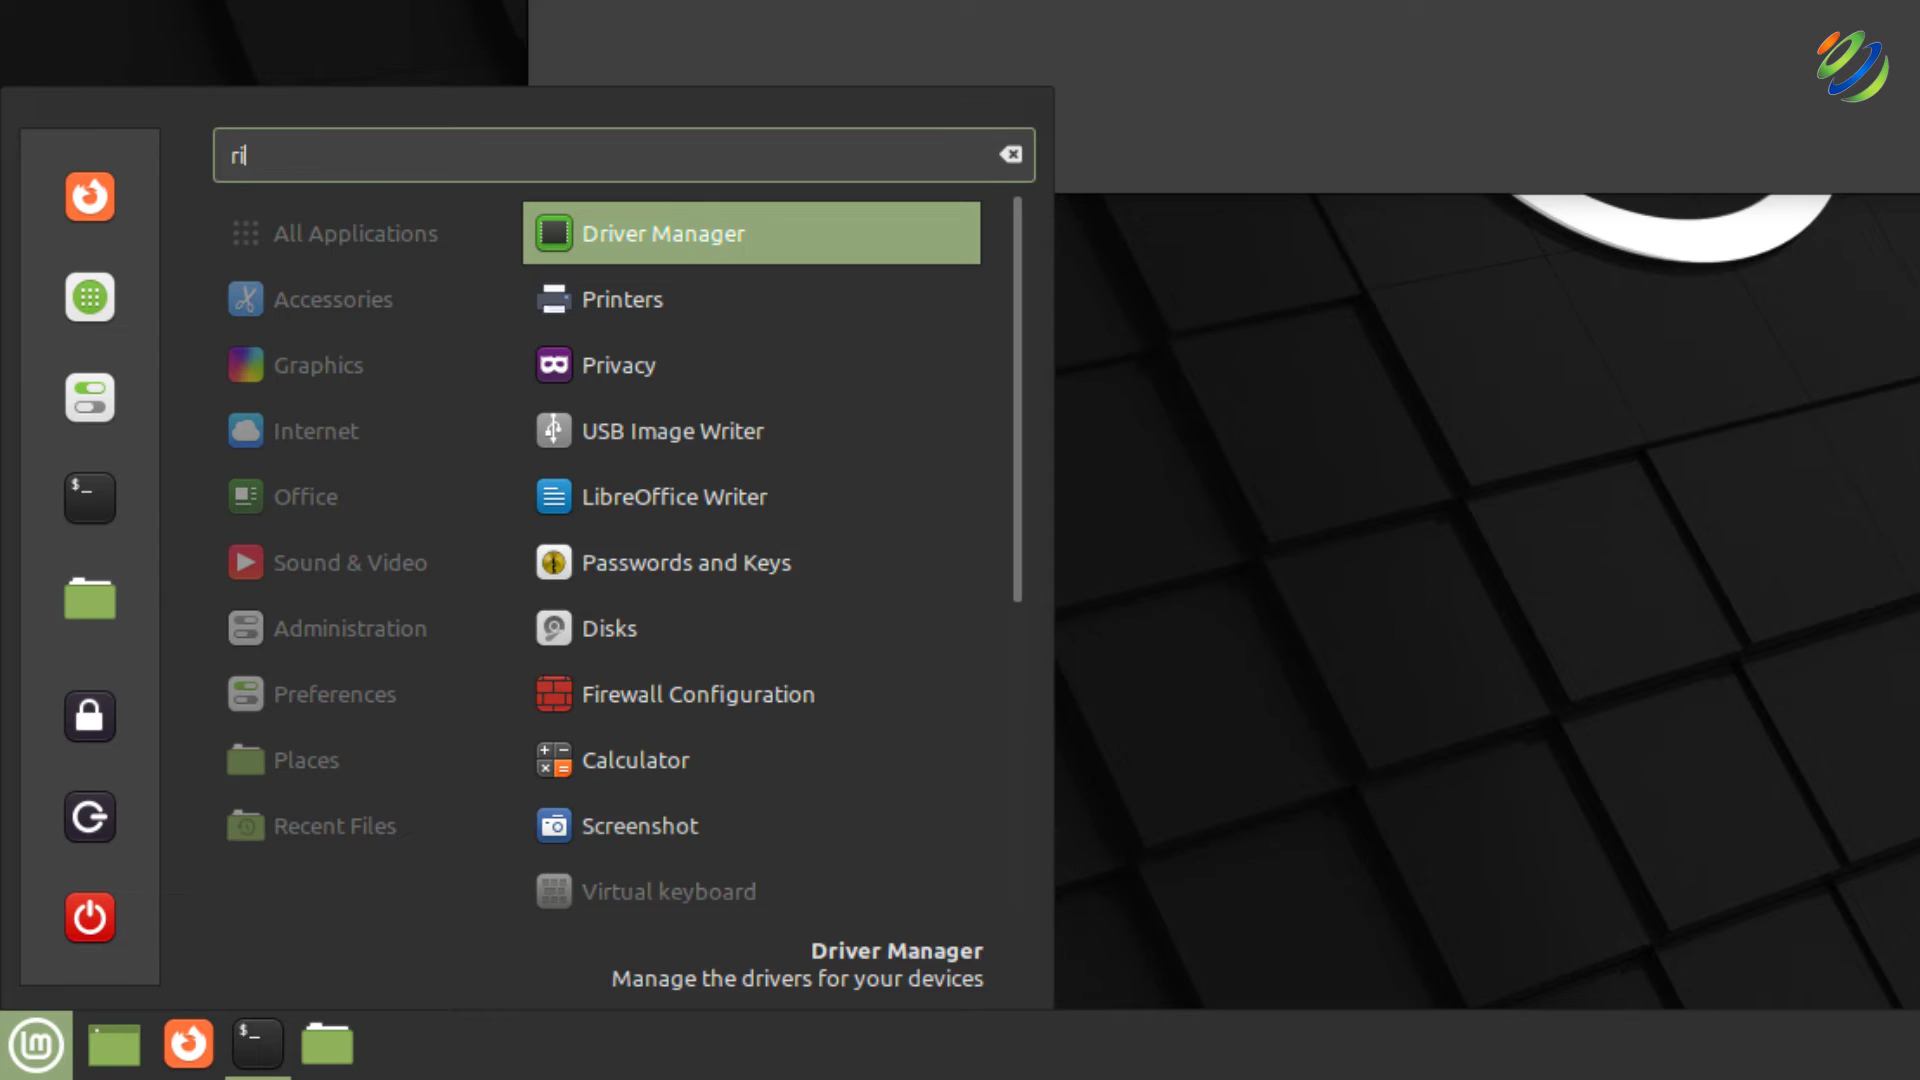 ri
All Applications
Accessories
Graphics
Internet
Office
Sound & Video
Administration
Preferences
Places
Recent Files
Driver Manager
Printers
Privacy
USB Image Writer
LibreOffice Writer
Passwords and Keys
Disks
Firewall Configuration
Calculator
Screenshot
Virtual keyboard
Driver Manager
Manage the drivers for your devices